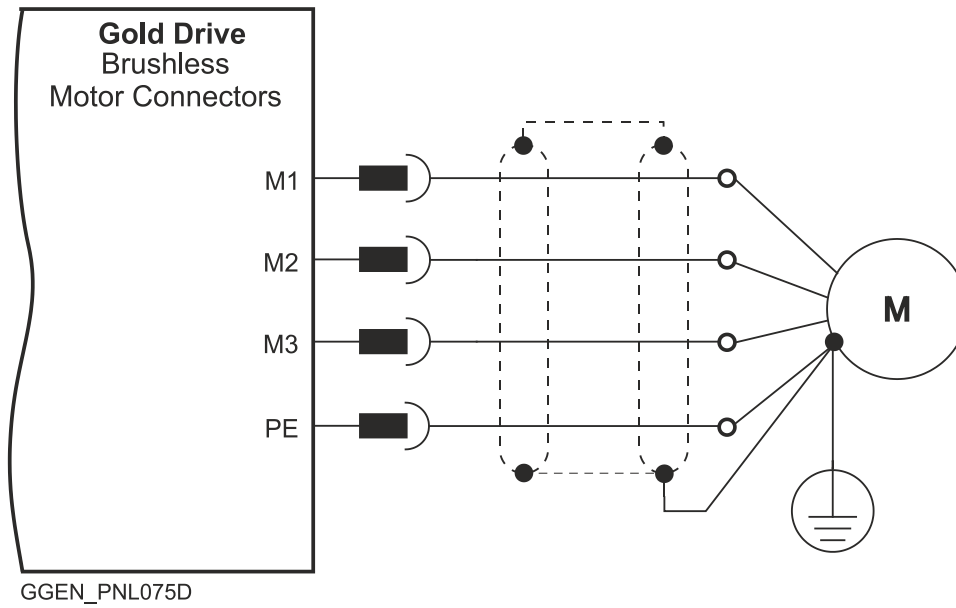 Gold Drive
Brushless
Motor Connectors
M1
M2
M3
PE
M
GGEN_PNL075D